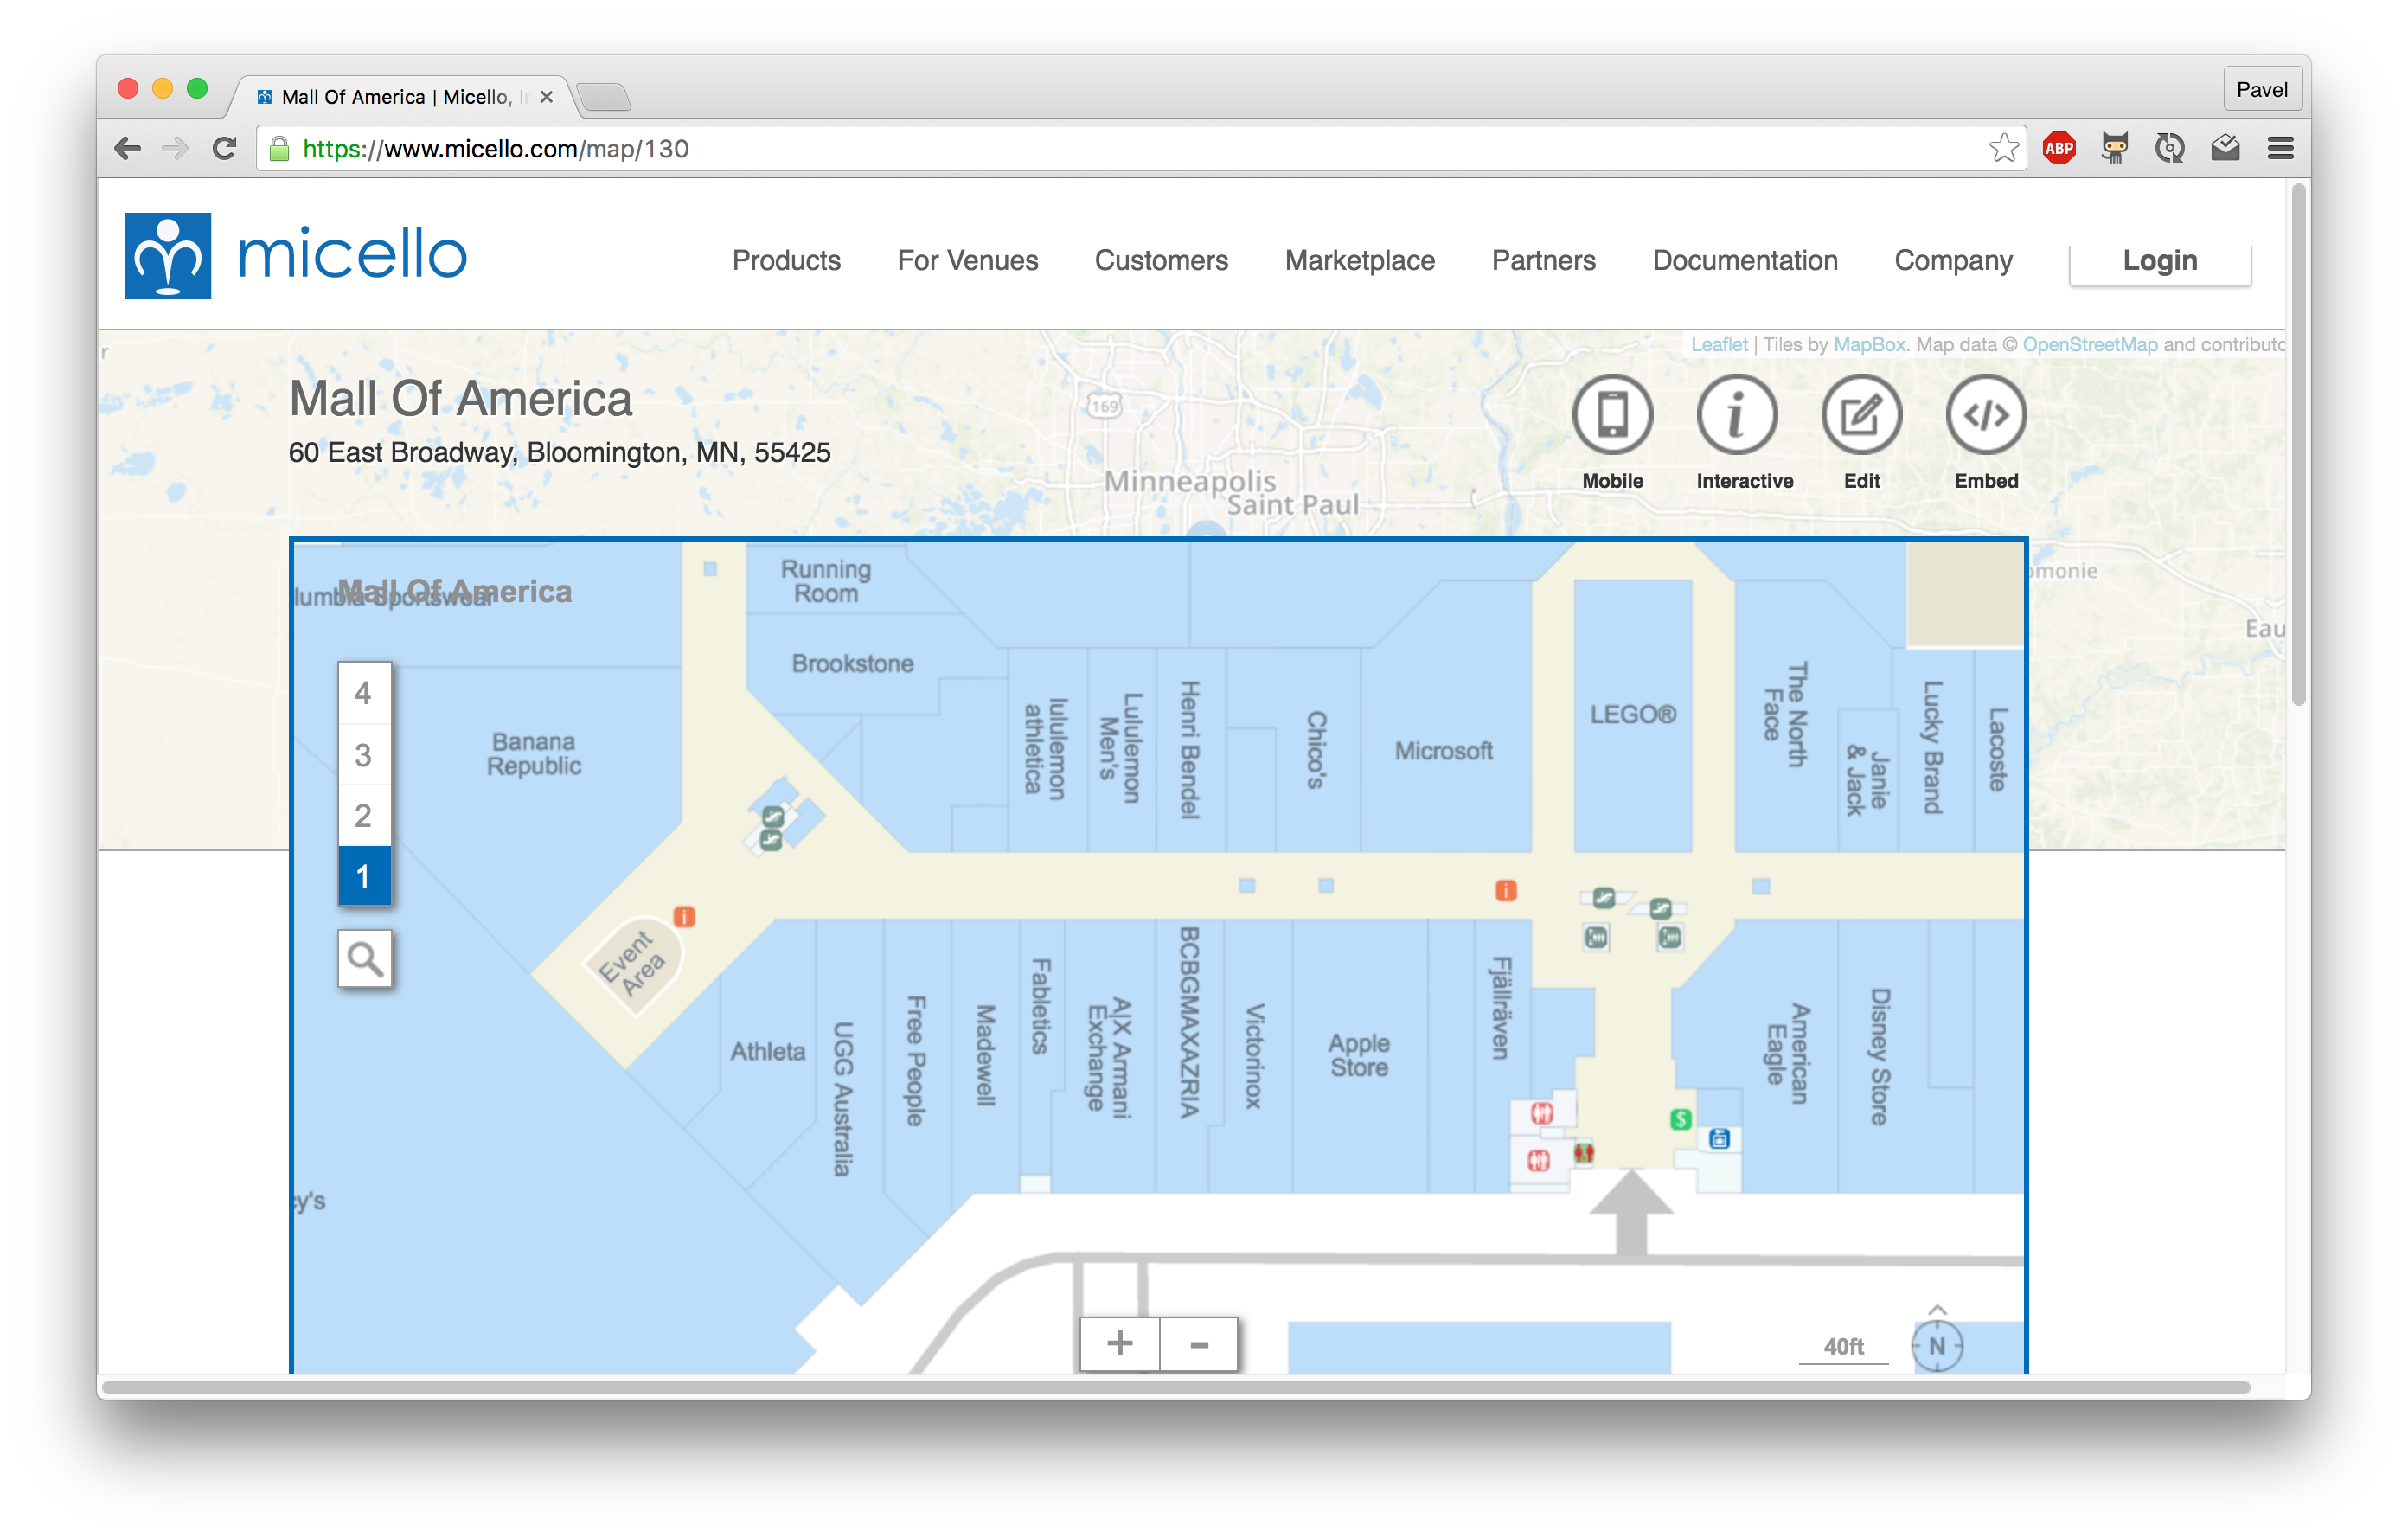 Mall Of America | Micello, I
Pavel
https://www.micello.com/map/130
ABP
micello
Products
For Venues
Customers
Marketplace
Partners
Documentation
Company
Login
Leaflet | Tiles by MapBox. Map data © OpenStreetMap and contributo
r
Mall Of America
60 East Broadway, Bloomington, MN, 55425
169
Minneapolis
Saint Paul
Mobile
Interactive
Edit
Embed
omonie
Eau
Mall Of America
lumbia Sportswear
Running
Room
Brookstone
4
3
2
1
Banana
Republic
lululemon
athletica
Lululemon
Men's
Henri Bendel
Chico's
Microsoft
LEGO®
The North
Face
Janie
& Jack
Lucky Brand
Lacoste
i
i
Event
Area
Athleta
UGG Australia
Free People
Madewell
Fabletics
A|X Armani
Exchange
BCBGMAXAZRIA
Victorinox
Apple
Store
Fjällräven
American
Eagle
Disney Store
$
cy's
+
-
40ft
N